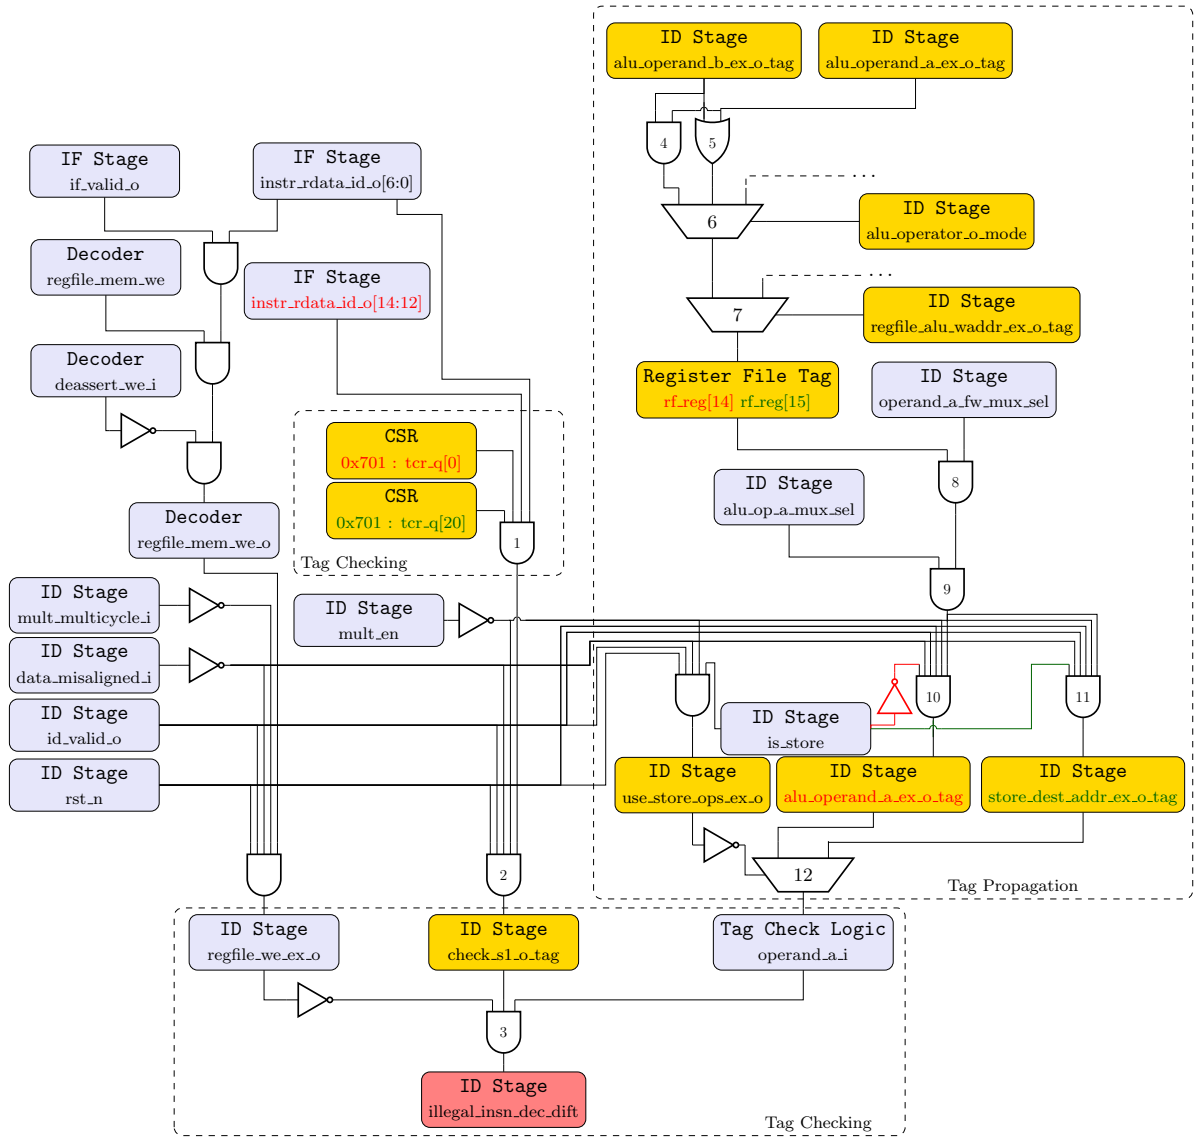 ID Stage
alu_operand_b_ex_o_tag
ID Stage
alu_operand_a_ex_o_tag
4
5
IF Stage
if_valid_o
IF Stage
instr_rdata_id_o[6:0]
...
6
ID Stage
alu_operator_o_mode
Decoder
regfile_mem_we
IF Stage
instr_rdata_id_o[14:12]
...
7
ID Stage
regfile_alu_waddr_ex_o_tag
Decoder
deassert_we_i
Register File Tag
rf_reg[14] rf_reg[15]
ID Stage
operand_a_fw_mux_sel
CSR
0x701 : tcr_q[0]
CSR
0x701 : tcr_q[20]
1
Tag Checking
8
ID Stage
alu_op_a_mux_sel
Decoder
regfile_mem_we_o
9
ID Stage
mult_multicycle_i
ID Stage
mult_en
ID Stage
data_misaligned_i
10
11
ID Stage
id_valid_o
ID Stage
is_store
ID Stage
rst_n
ID Stage
use_store_ops_ex_o
ID Stage
alu_operand_a_ex_o_tag
ID Stage
store_dest_addr_ex_o_tag
2
12
Tag Propagation
ID Stage
regfile_we_ex_o
ID Stage
check_s1_o_tag
Tag Check Logic
operand_a_i
3
ID Stage
illegal_insn_dec_dift
Tag Checking